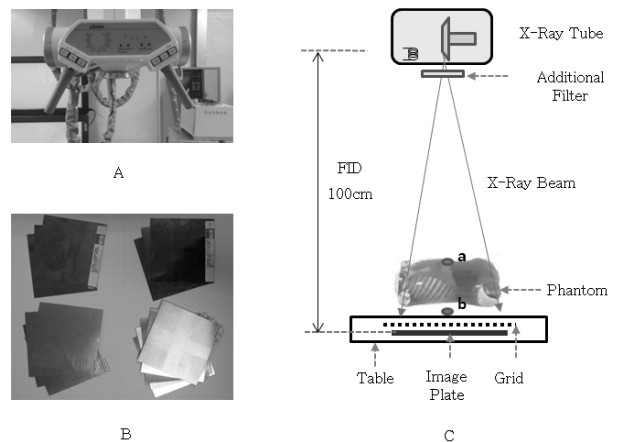 A
B
X-Ray Tube
Additional
Filter
FID
100cm
X-Ray Beam
a
b
Phantom
Table
Image
Plate
Grid
C